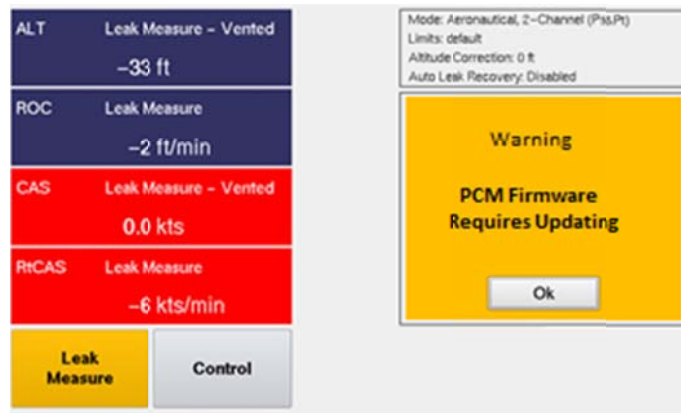 ALT Leak Measure – Vented
–33 ft
ROC Leak Measure
–2 ft/min
CAS Leak Measure – Vented
0.0 kts
RtCAS Leak Measure
–6 kts/min
Leak
Measure
Control
Mode: Aeronautical, 2–Channel (Pss,Pt)
Limits: default
Altitude Correction: 0 ft
Auto Leak Recovery: Disabled
Warning
PCM Firmware
Requires Updating
Ok